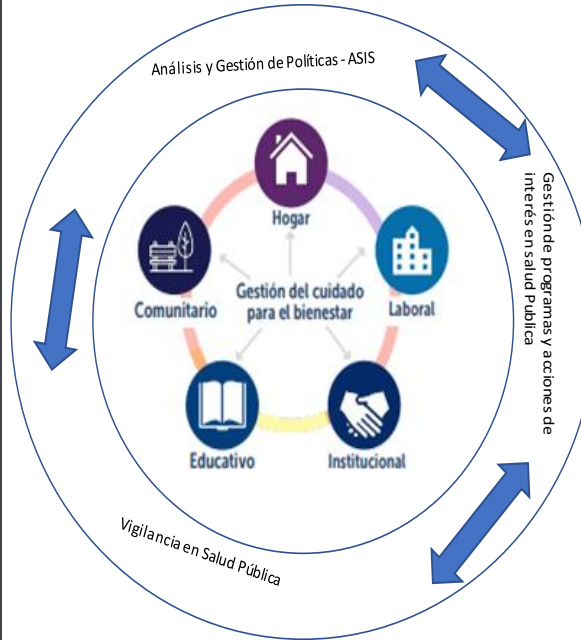 Análisis y Gestión de Políticas - ASIS
Gestión de programas y acciones de
interés en salud Publica
Hogar
Comunitario
Gestión del cuidado
para el bienestar
Laboral
Educativo
Institucional
Vigilancia en Salud Pública